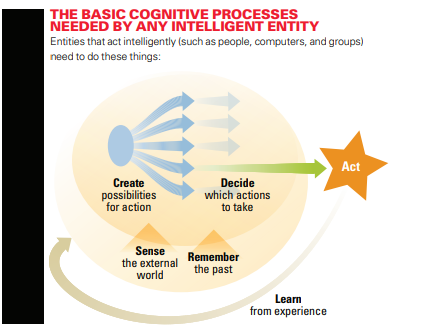 THE BASIC COGNITIVE PROCESSES
NEEDED BY ANY INTELLIGENT ENTITY
Entities that act intelligently (such as people, computers, and groups)
need to do these things:
Act
Create
possibilities
for action
Decide
which actions
to take
Sense
the external
world
Remember
the past
Learn
from experience